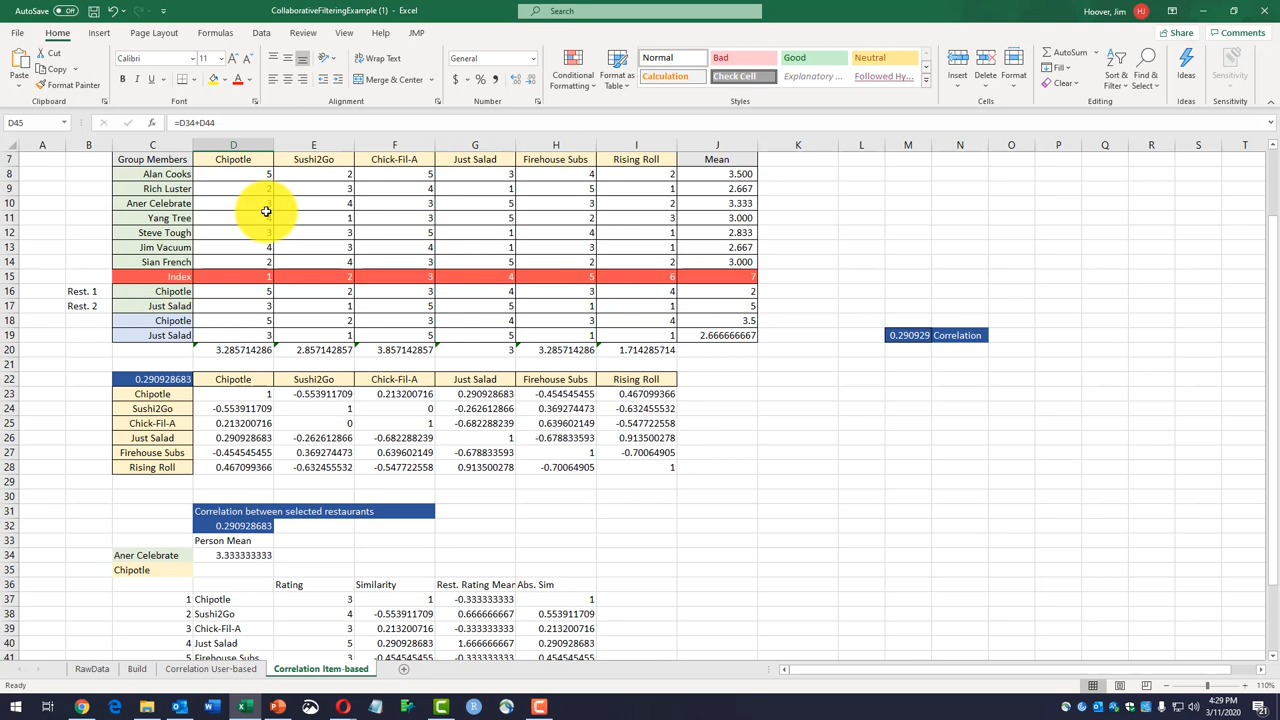 AutoSave Off CollaborativeFilteringExample (1) - Excel Search Hoover, Jim HJ
File Home Insert Page Layout Formulas Data Review View Help JMP Share Comments
Cut Calibri 11 Wrap Text General Normal Bad Good Neutral AutoSum
Paste Copy Format Painter B I U Merge & Center $ % Conditional Formatting Format as Table Calculation Check Cell Explanatory ... Followed Hy... Insert Delete Format Fill Clear Sort & Filter Find & Select Ideas Sensitivity
Clipboard Font Alignment Number Styles Cells Editing Ideas Sensitivity
D45 =D34+D44
A B C D E F G H I J K L M N O P Q R S T
7 Group Members Chipotle Sushi2Go Chick-Fil-A Just Salad Firehouse Subs Rising Roll Mean
8 Alan Cooks 5 2 5 3 4 2 3.500
9 Rich Luster 2 3 4 1 5 1 2.667
10 Aner Celebrate 3 4 3 5 3 2 3.333
11 Yang Tree 1 3 5 2 3 3.000
12 Steve Tough 3 3 5 1 4 1 2.833
13 Jim Vacuum 4 3 4 1 3 1 2.667
14 Sian French 2 4 3 5 2 2 3.000
15 Index 1 2 3 4 5 6 7
16 Rest. 1 Chipotle 5 2 3 4 3 4 2
17 Rest. 2 Just Salad 3 1 5 5 1 1 5
18 Chipotle 5 2 3 4 3 4 3.5
19 Just Salad 3 1 5 5 1 1 2.666666667 0.290929 Correlation
20 3.285714286 2.857142857 3.857142857 3 3.285714286 1.714285714
21
22 0.290928683 Chipotle Sushi2Go Chick-Fil-A Just Salad Firehouse Subs Rising Roll
23 Chipotle 1 -0.553911709 0.213200716 0.290928683 -0.454545455 0.467099366
24 Sushi2Go -0.553911709 1 0 -0.262612866 0.369274473 -0.632455532
25 Chick-Fil-A 0.213200716 0 1 -0.682288239 0.639602149 -0.547722558
26 Just Salad 0.290928683 -0.262612866 -0.682288239 1 -0.678833593 0.913500278
27 Firehouse Subs -0.454545455 0.369274473 0.639602149 -0.678833593 1 -0.70064905
28 Rising Roll 0.467099366 -0.632455532 -0.547722558 0.913500278 -0.70064905 1
29
30
31 Correlation between selected restaurants
32 0.290928683
33 Person Mean
34 Aner Celebrate 3.333333333
35 Chipotle
36 Rating Similarity Rest. Rating Mean Abs. Sim
37 1 Chipotle 3 1 -0.333333333 1
38 2 Sushi2Go 4 -0.553911709 0.666666667 0.553911709
39 3 Chick-Fil-A 3 0.213200716 -0.333333333 0.213200716
40 4 Just Salad 5 0.290928683 1.666666667 0.290928683
41 5 Firehouse Subs 3 -0.454545455 -0.333333333 0.454545455
RawData Build Correlation User-based Correlation Item-based
Ready 110%
4:29 PM
3/11/2020
21